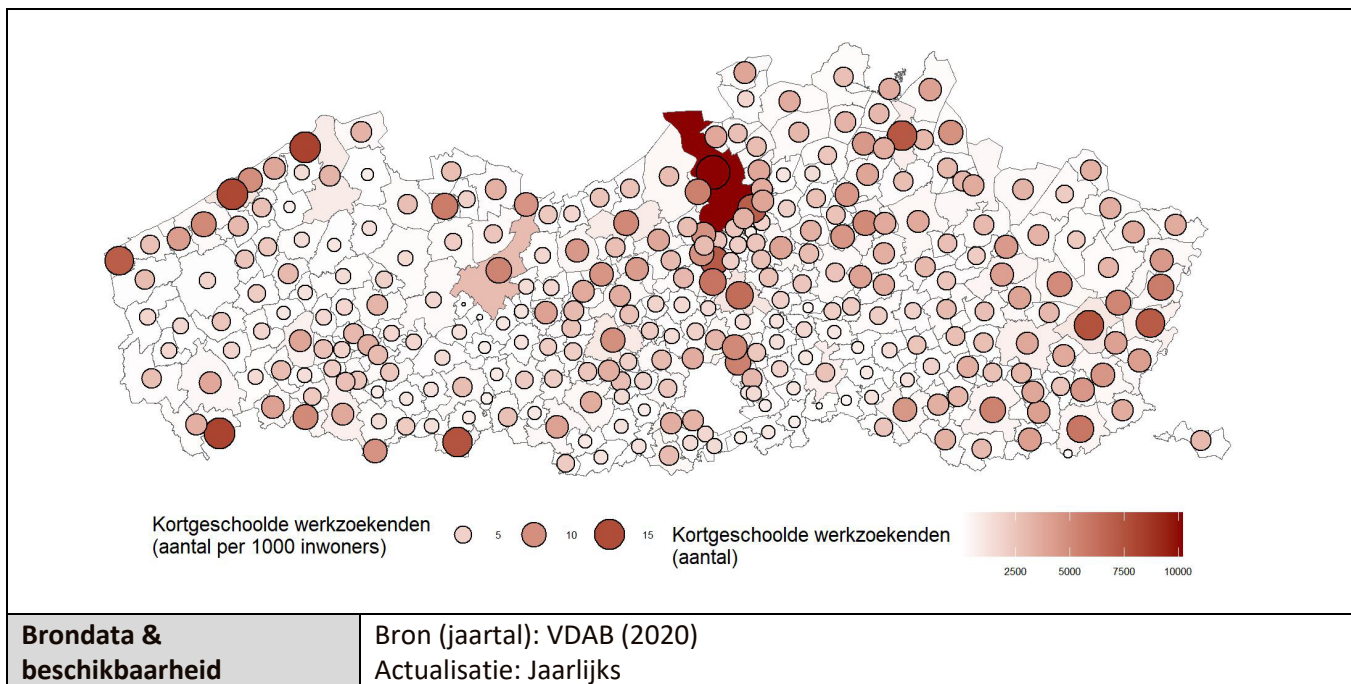 Kortgeschoolde werkzoekenden
(aantal per 1000 inwoners)
5
10
15
Kortgeschoolde werkzoekenden
(aantal)
2500
5000
7500
10000
Brondata &
beschikbaarheid
Bron (jaartal): VDAB (2020)
Actualisatie: Jaarlijks